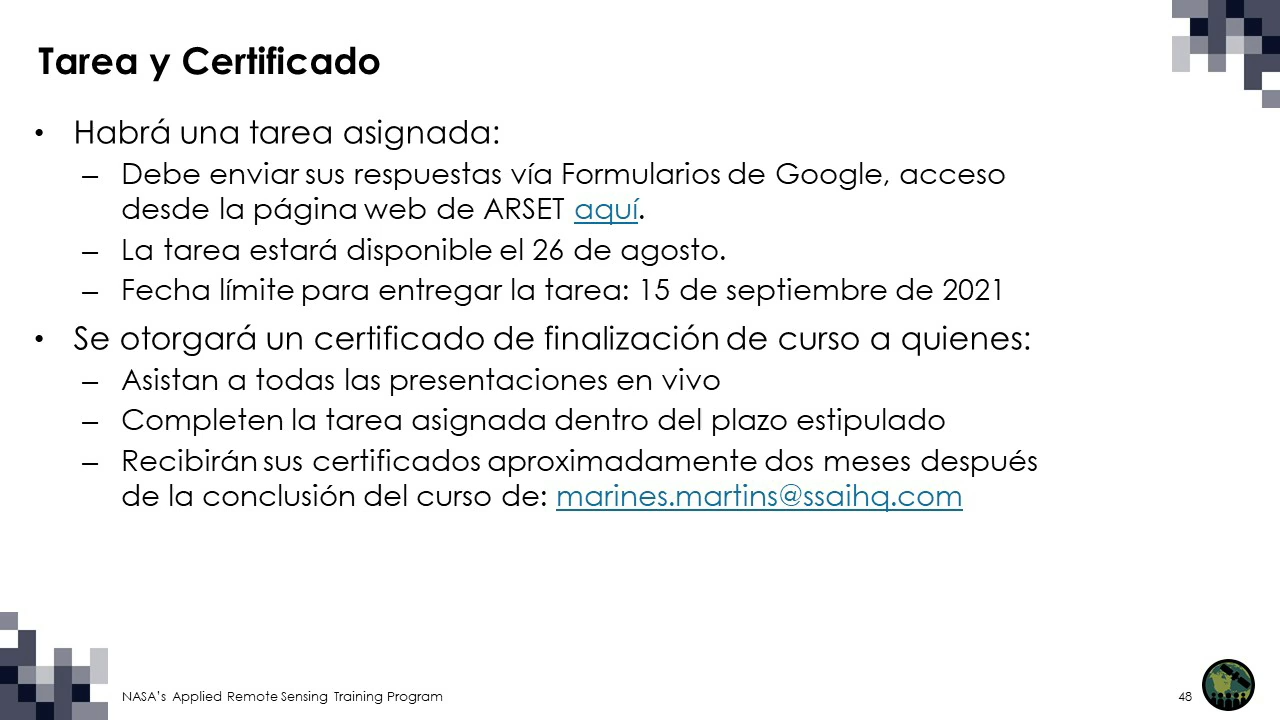 Tarea y Certificado
• Habrá una tarea asignada:
– Debe enviar sus respuestas vía Formularios de Google, acceso
desde la página web de ARSET aquí.
– La tarea estará disponible el 26 de agosto.
– Fecha límite para entregar la tarea: 15 de septiembre de 2021
• Se otorgará un certificado de finalización de curso a quienes:
– Asistan a todas las presentaciones en vivo
– Completen la tarea asignada dentro del plazo estipulado
– Recibirán sus certificados aproximadamente dos meses después
de la conclusión del curso de: marines.martins@ssaihq.com
NASA's Applied Remote Sensing Training Program
48